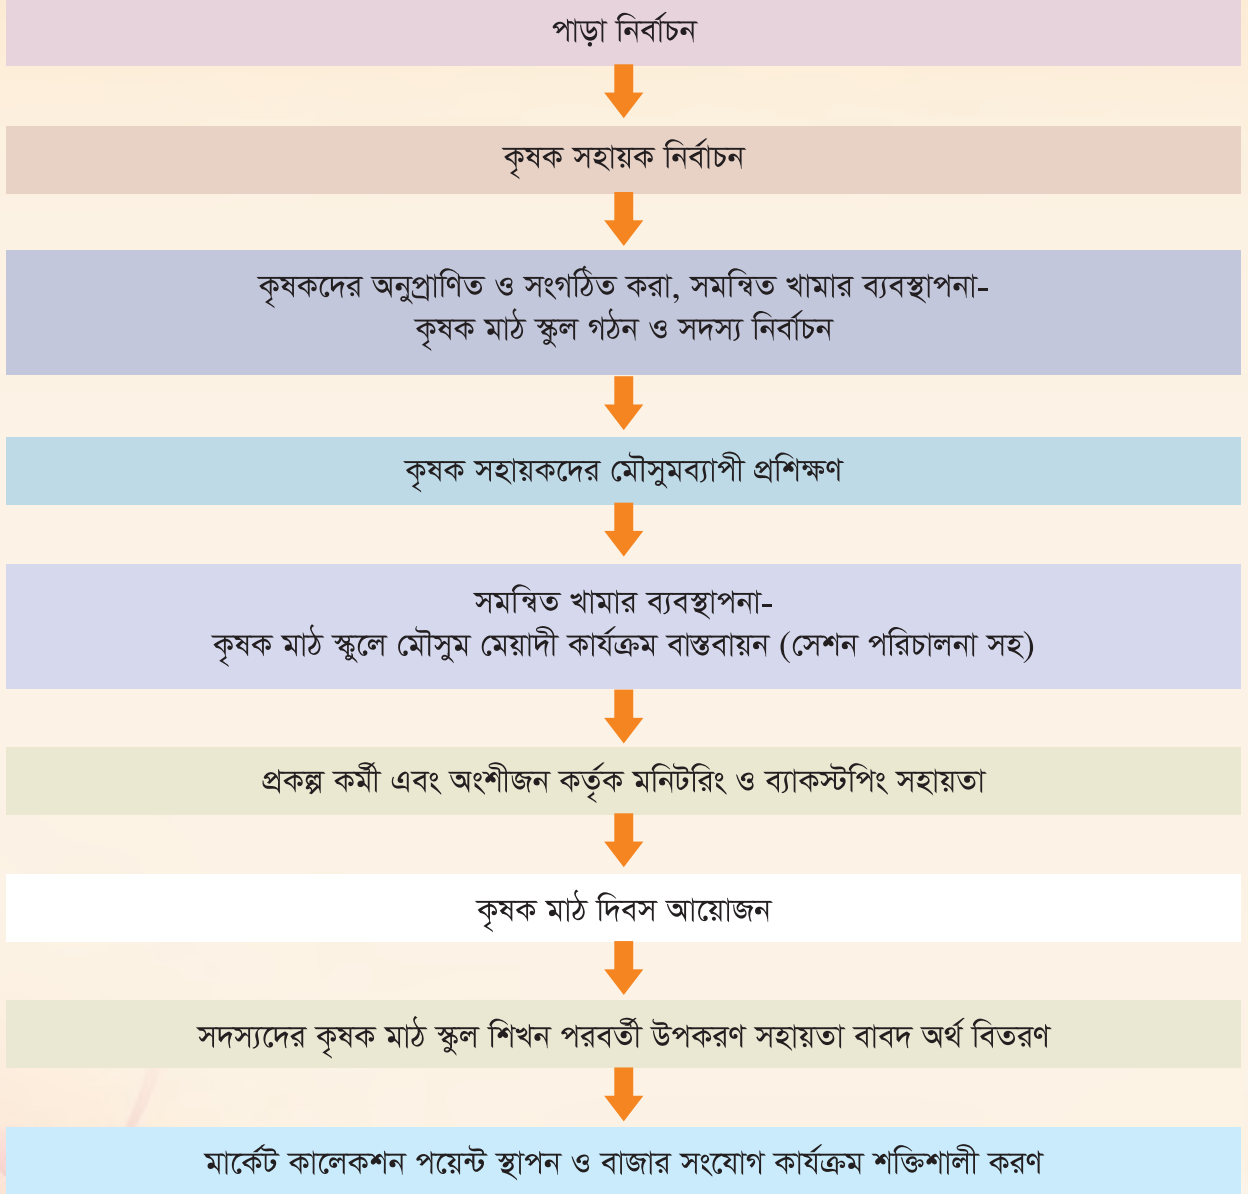 পাড়া নির্বাচন
কৃষক সহায়ক নির্বাচন
কৃষকদের অনুপ্রাণিত ও সংগঠিত করা, সমন্বিত খামার ব্যবস্থাপনা-
কৃষক মাঠ স্কুল গঠন ও সদস্য নির্বাচন
কৃষক সহায়কদের মৌসুমব্যাপী প্রশিক্ষণ
সমন্বিত খামার ব্যবস্থাপনা-
কৃষক মাঠ স্কুলে মৌসুম মেয়াদী কার্যক্রম বাস্তবায়ন (সেশন পরিচালনা সহ)
প্রকল্প কর্মী এবং অংশীজন কর্তৃক মনিটরিং ও ব্যাকস্টপিং সহায়তা
কৃষক মাঠ দিবস আয়োজন
সদস্যদের কৃষক মাঠ স্কুল শিখন পরবর্তী উপকরণ সহায়তা বাবদ অর্থ বিতরণ
মার্কেট কালেকশন পয়েন্ট স্থাপন ও বাজার সংযোগ কার্যক্রম শক্তিশালী করণ